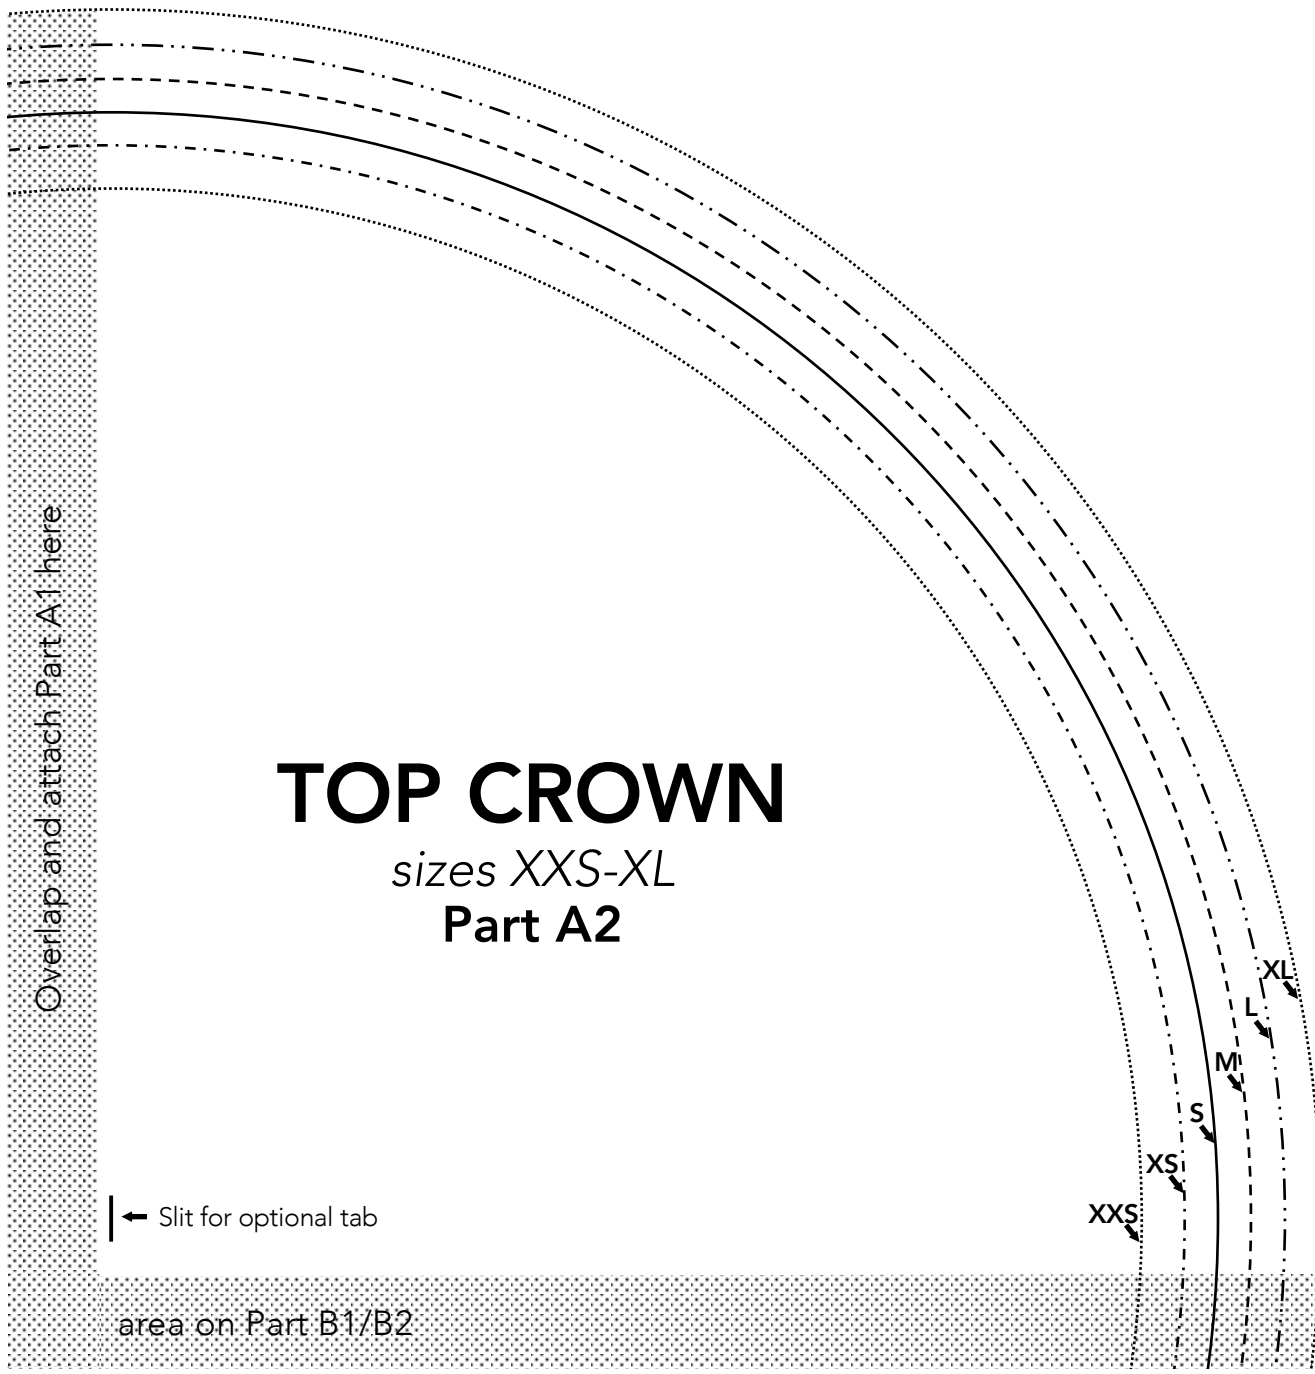 Overlap and attach Part A1 here
TOP CROWN
sizes XXS-XL
Part A2
XL
L
M
S
XS
XXS
Slit for optional tab
area on Part B1/B2